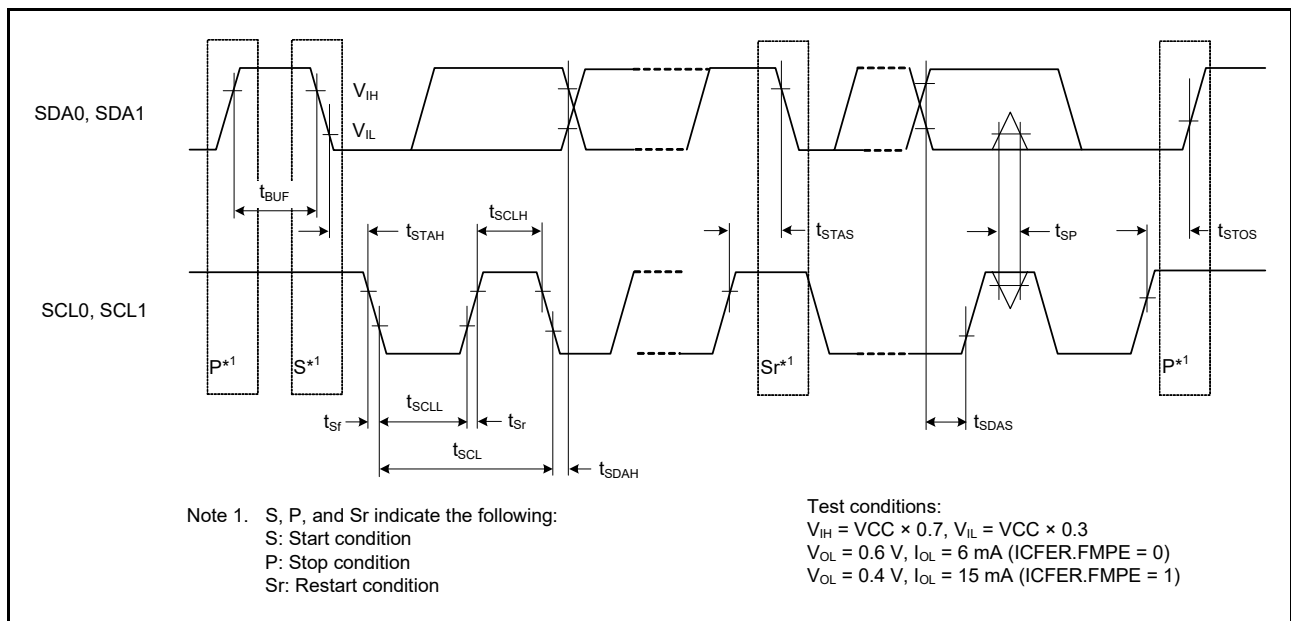 SDA0, SDA1
VIH
VIL
tBUF
tSTAH
tSCLH
tSTAS
tSP
tSTOS
SCL0, SCL1
P*1
S*1
Sr*1
P*1
tSf
tSCLL
tSr
tSCL
tSDAH
tSDAS
Note 1. S, P, and Sr indicate the following:
S: Start condition
P: Stop condition
Sr: Restart condition
Test conditions:
VIH = VCC × 0.7, VIL = VCC × 0.3
VOL = 0.6 V, IOL = 6 mA (ICFER.FMPE = 0)
VOL = 0.4 V, IOL = 15 mA (ICFER.FMPE = 1)